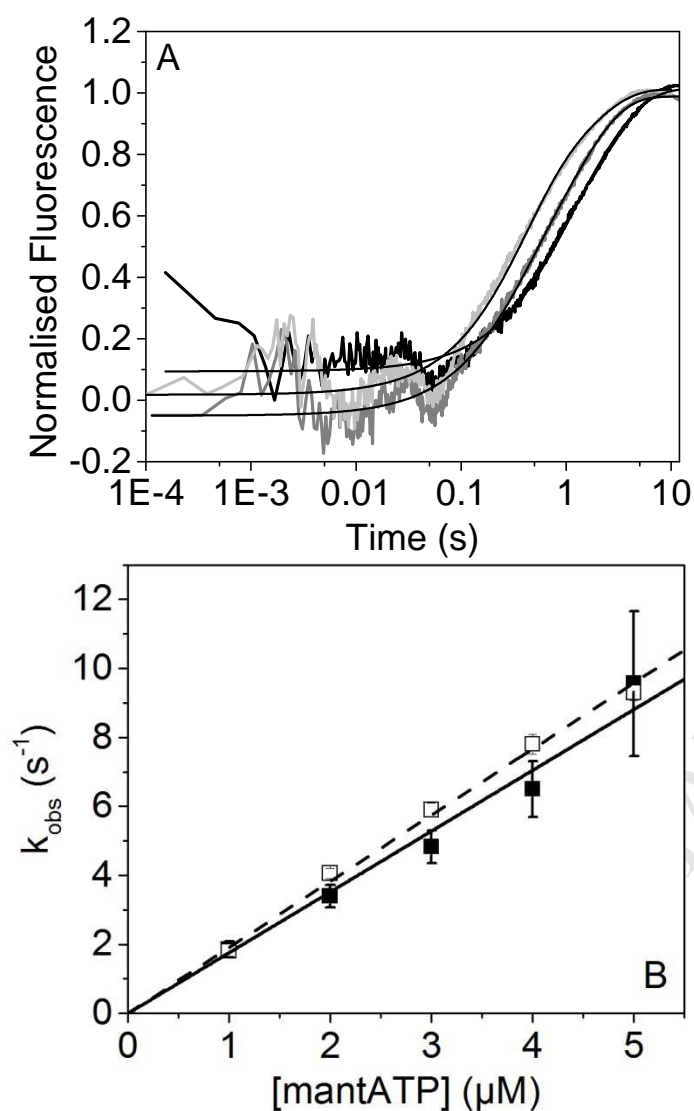 A
Normalised Fluorescence
1.2
1.0
0.8
0.6
0.4
0.2
0.0
-0.2
1E-4 1E-3 0.01 0.1 1 10
Time (s)
B
k_obs (s⁻¹)
12
10
8
6
4
2
0
0 1 2 3 4 5
[mantATP] (µM)